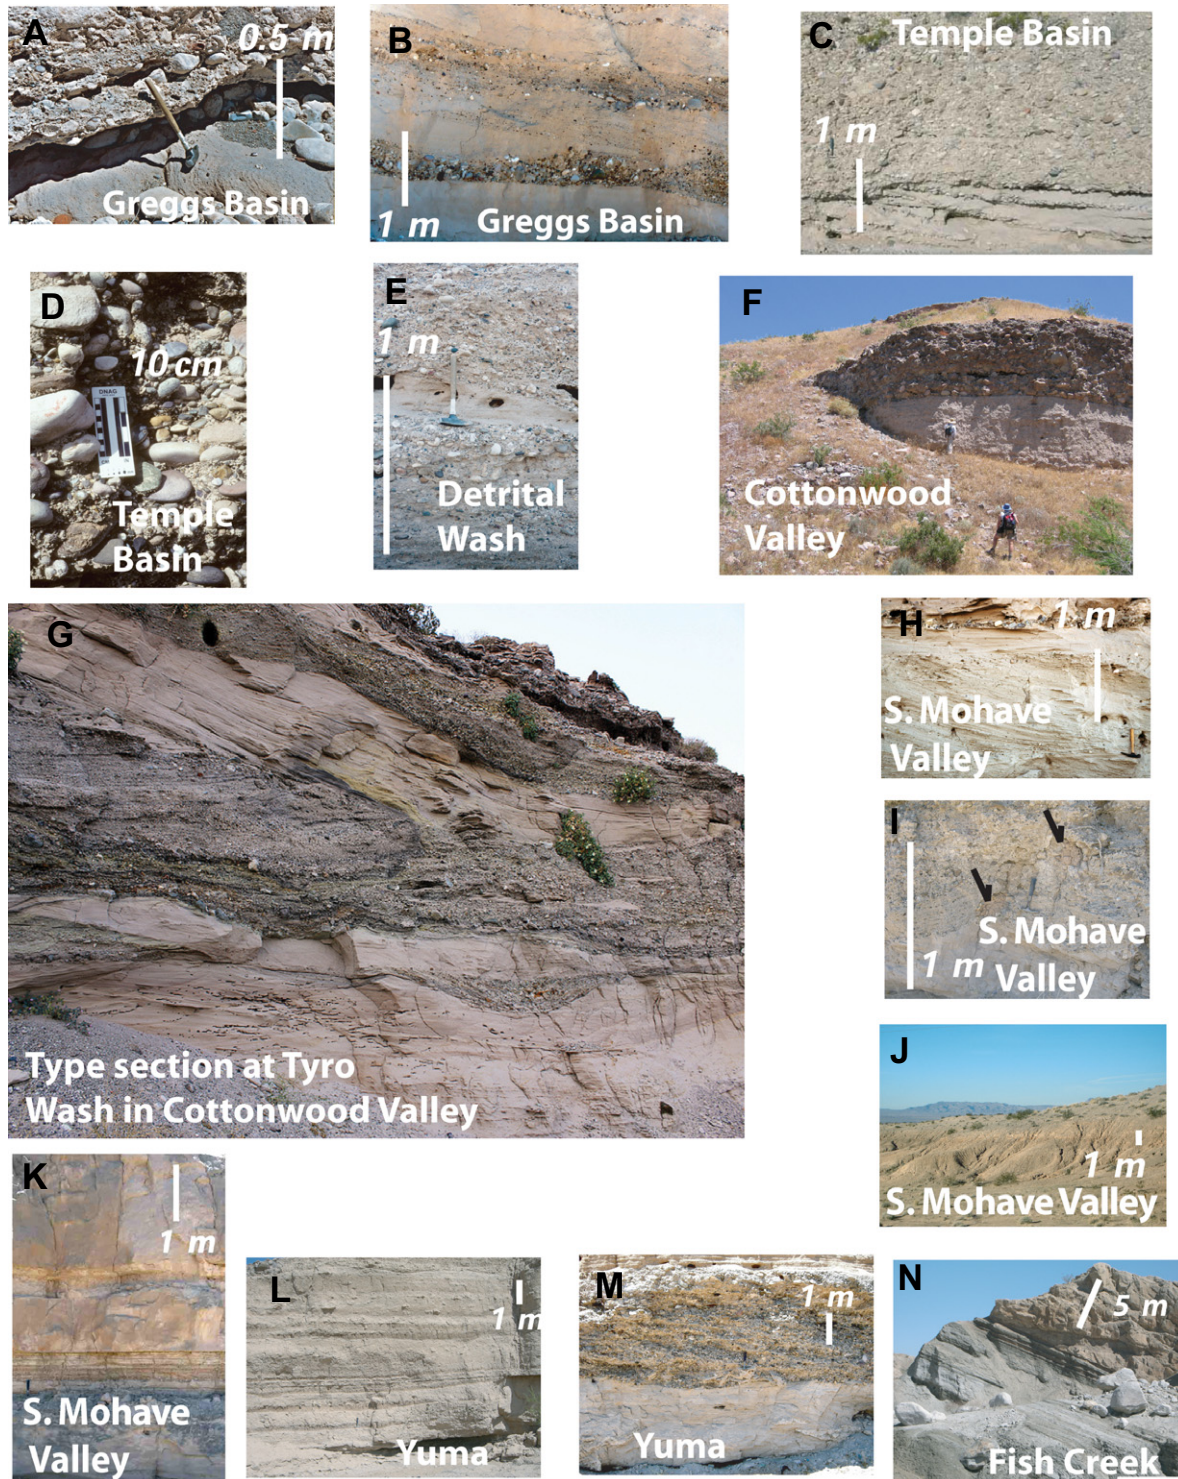 A
0.5 m
Greggs Basin
B
1 m
Greggs Basin
C
Temple Basin
1 m
D
10 cm
DNAG
Temple
Basin
E
1 m
Detrital
Wash
F
Cottonwood
Valley
G
Type section at Tyro
Wash in Cottonwood Valley
H
1 m
S. Mohave
Valley
I
S. Mohave
1 m
Valley
J
1 m
S. Mohave Valley
K
1 m
S. Mohave
Valley
L
1 m
Yuma
M
1 m
Yuma
N
5 m
Fish Creek